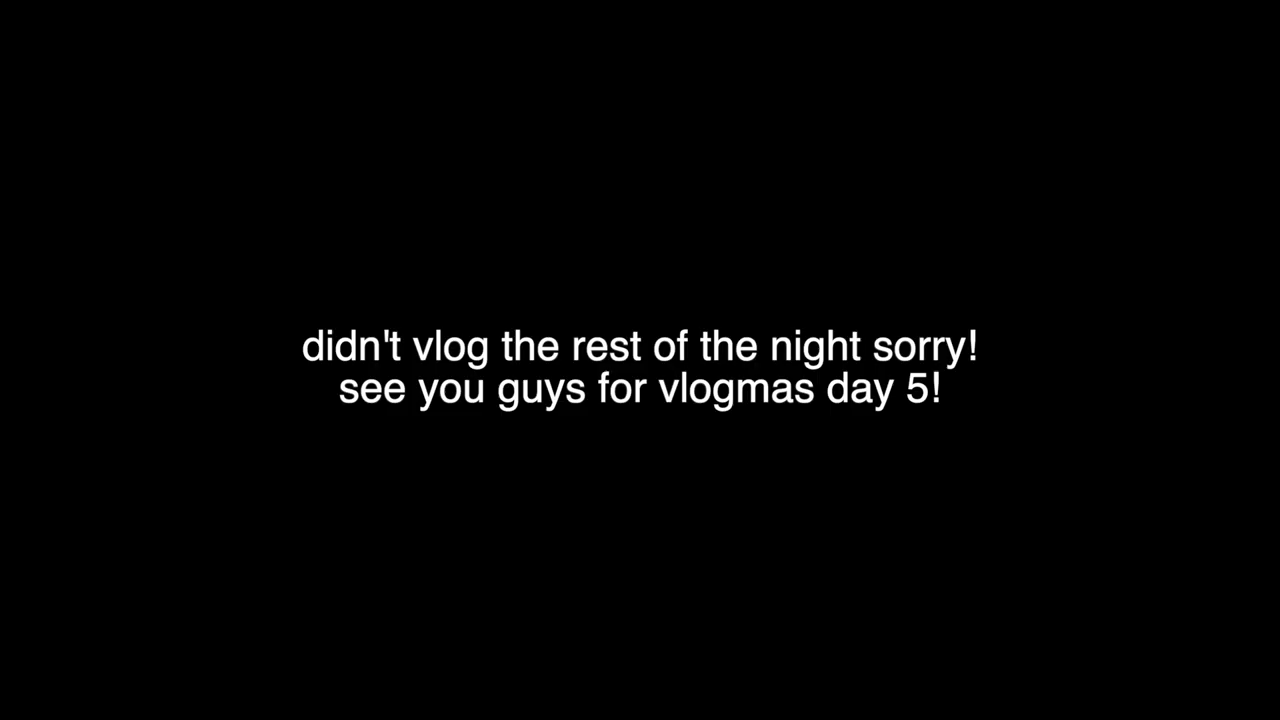 didn't vlog the rest of the night sorry!
see you guys for vlogmas day 5!